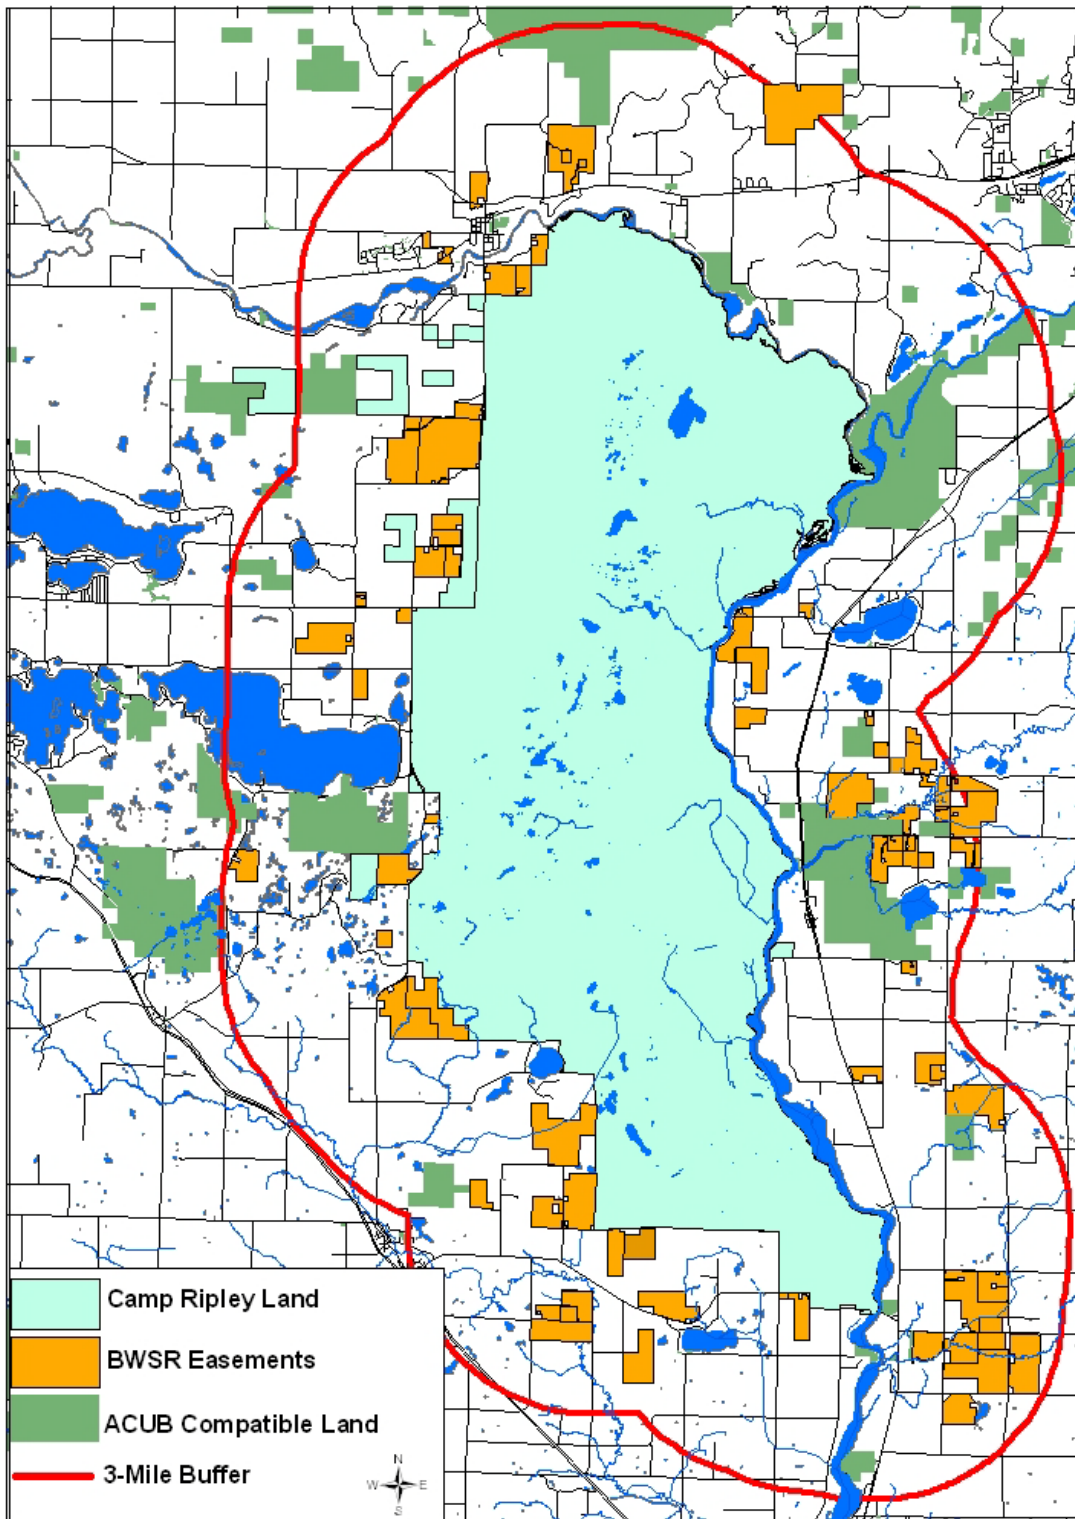 Camp Ripley Land
BWSR Easements
ACUB Compatible Land
3-Mile Buffer
N
W E
S